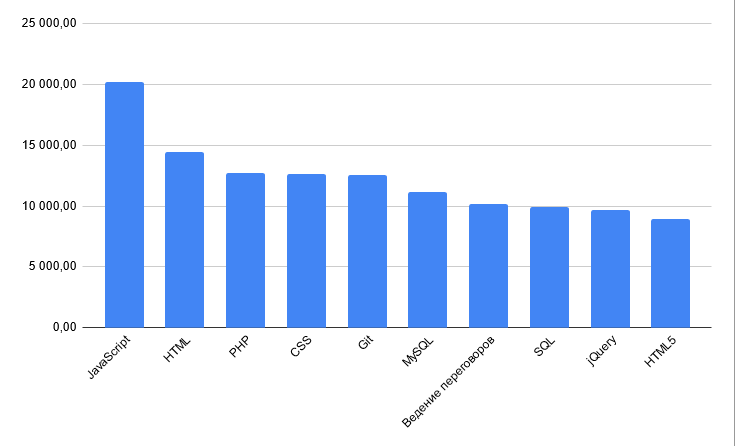 25 000,00
20 000,00
15 000,00
10 000,00
5 000,00
0,00
JavaScript
HTML
PHP
CSS
Git
MySQL
Ведение переговоров
SQL
jQuery
HTML5